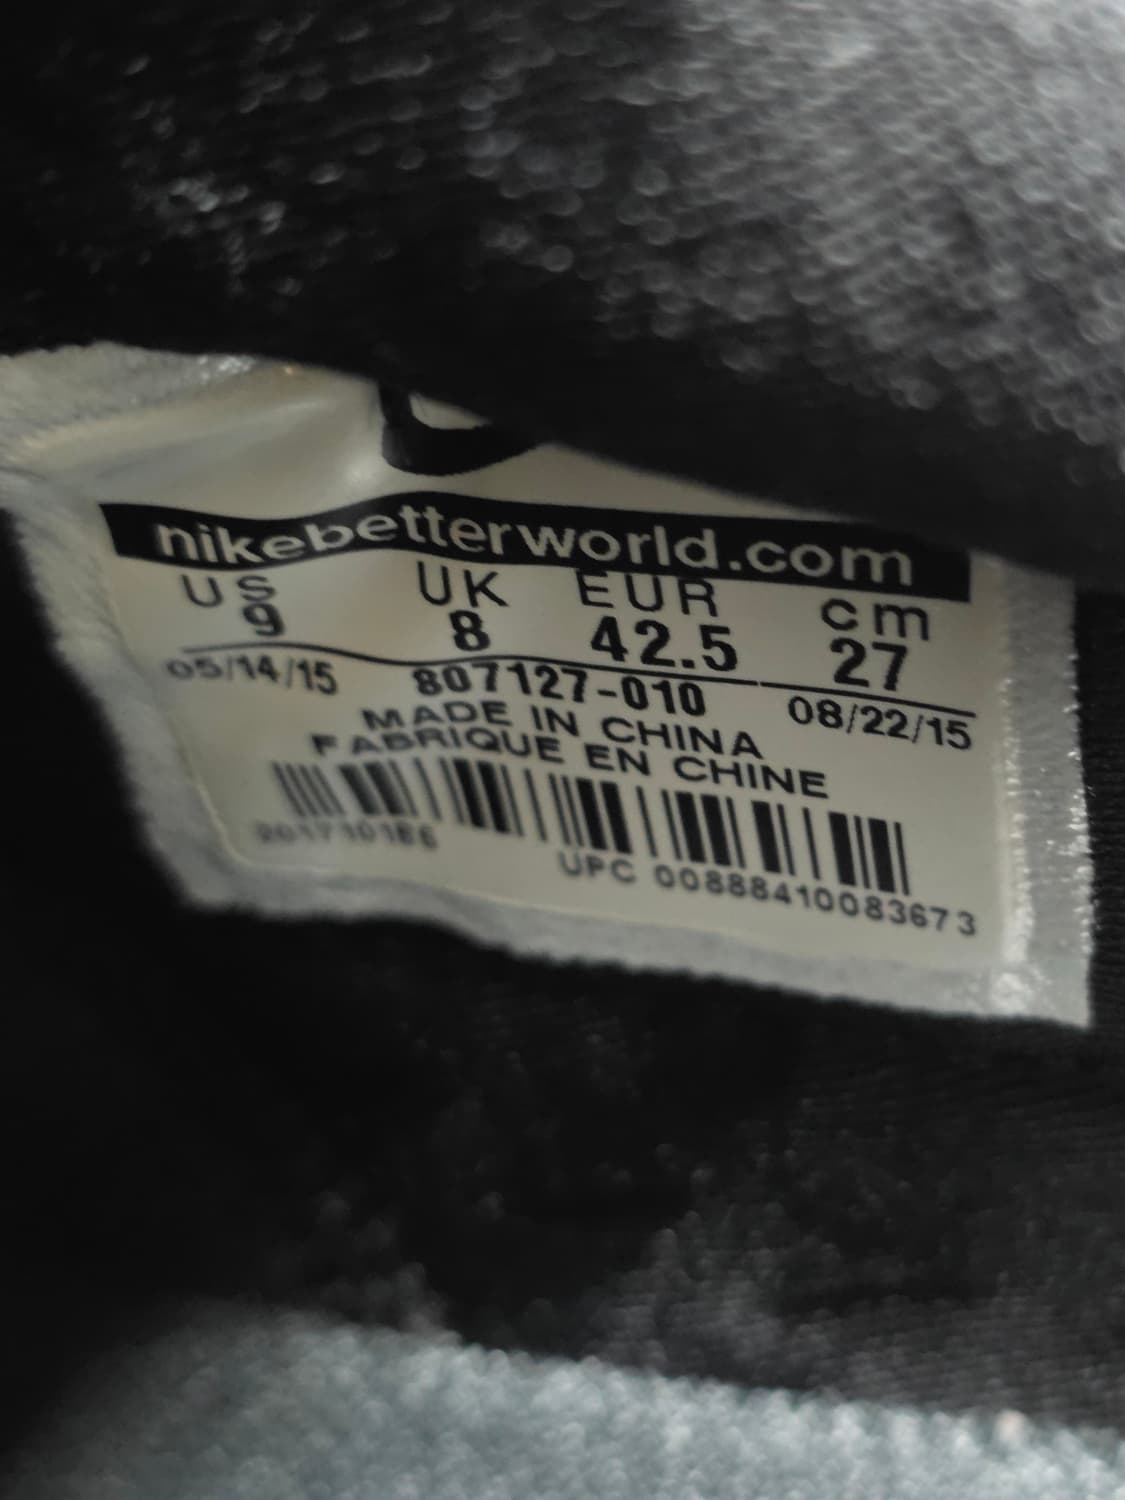 nikebetterworld.com
US UK EUR cm
9 8 42.5 27
05/14/15 807127-010 08/22/15
MADE IN CHINA
FABRIQUE EN CHINE
UPC 00888410083673